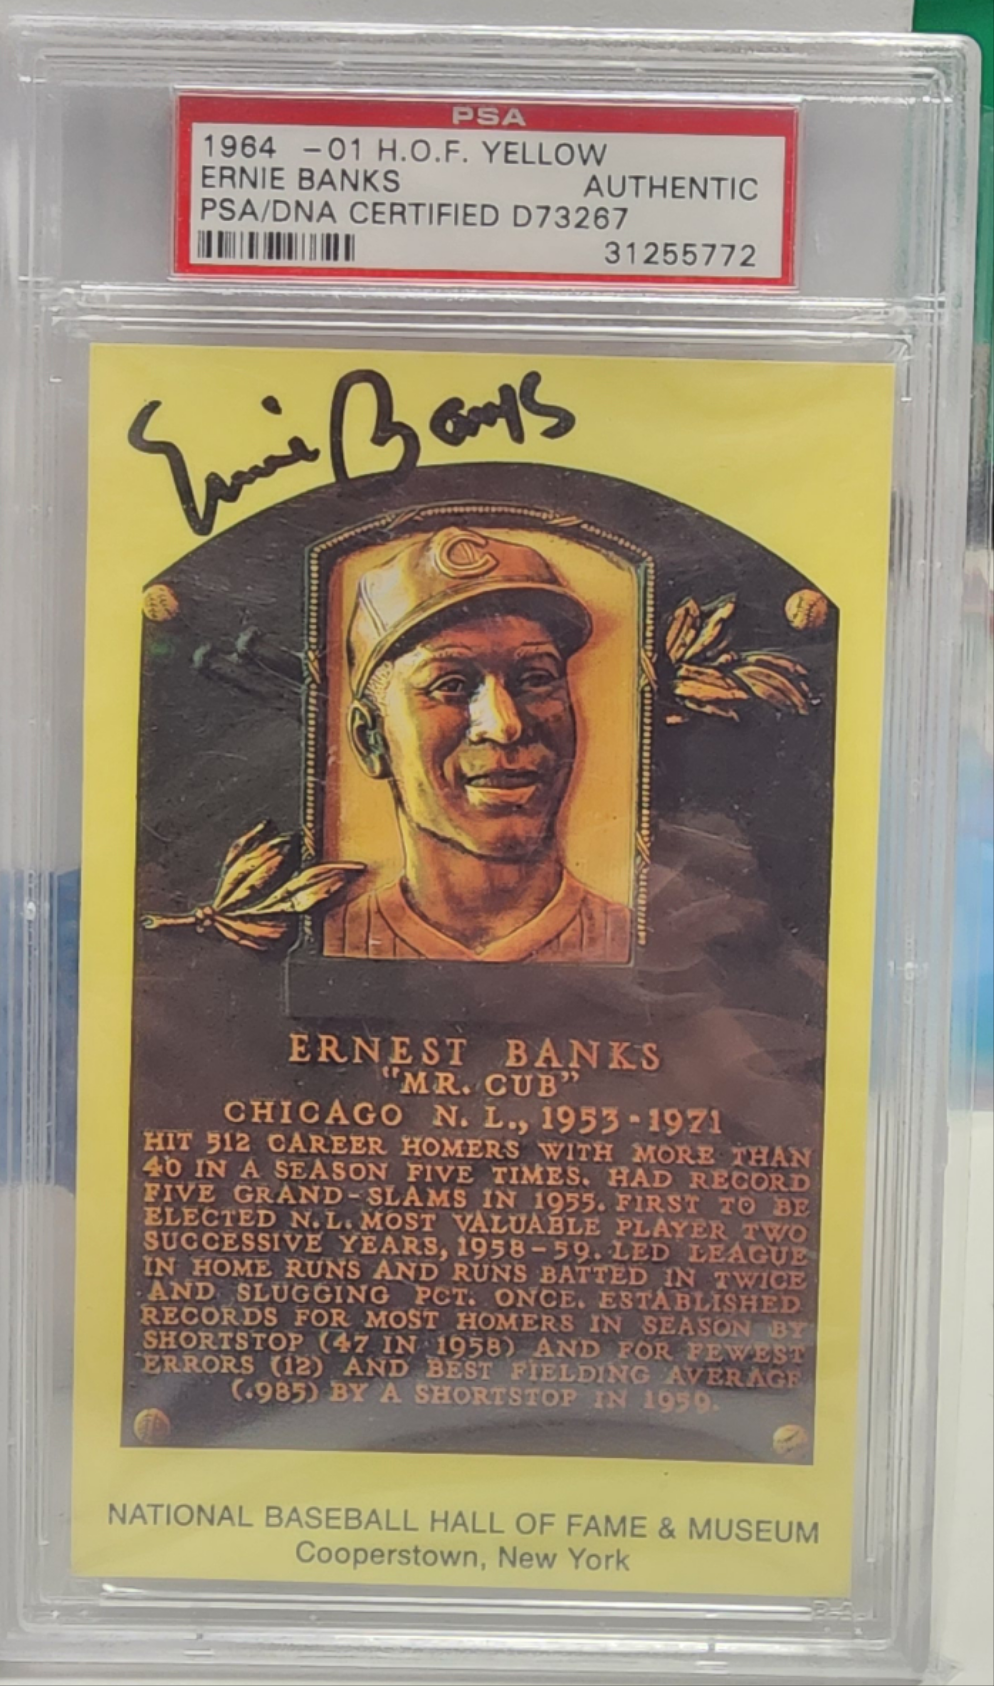 PSA
1964 -01 H.O.F. YELLOW
ERNIE BANKS AUTHENTIC
PSA/DNA CERTIFIED D73267
31255772
Ernie Banks
C
ERNEST BANKS
"MR. CUB"
CHICAGO N. L., 1953-1971
HIT 512 CAREER HOMERS WITH MORE THAN
40 IN A SEASON FIVE TIMES. HAD RECORD
FIVE GRAND-SLAMS IN 1955. FIRST TO BE
ELECTED N.L. MOST VALUABLE PLAYER TWO
SUCCESSIVE YEARS, 1958-59. LED LEAGUE
IN HOME RUNS AND RUNS BATTED IN TWICE
AND SLUGGING PCT. ONCE. ESTABLISHED
RECORDS FOR MOST HOMERS IN SEASON BY
SHORTSTOP (47 IN 1958) AND FOR FEWEST
ERRORS (12) AND BEST FIELDING AVERAGE
(.985) BY A SHORTSTOP IN 1959.
NATIONAL BASEBALL HALL OF FAME & MUSEUM
Cooperstown, New York